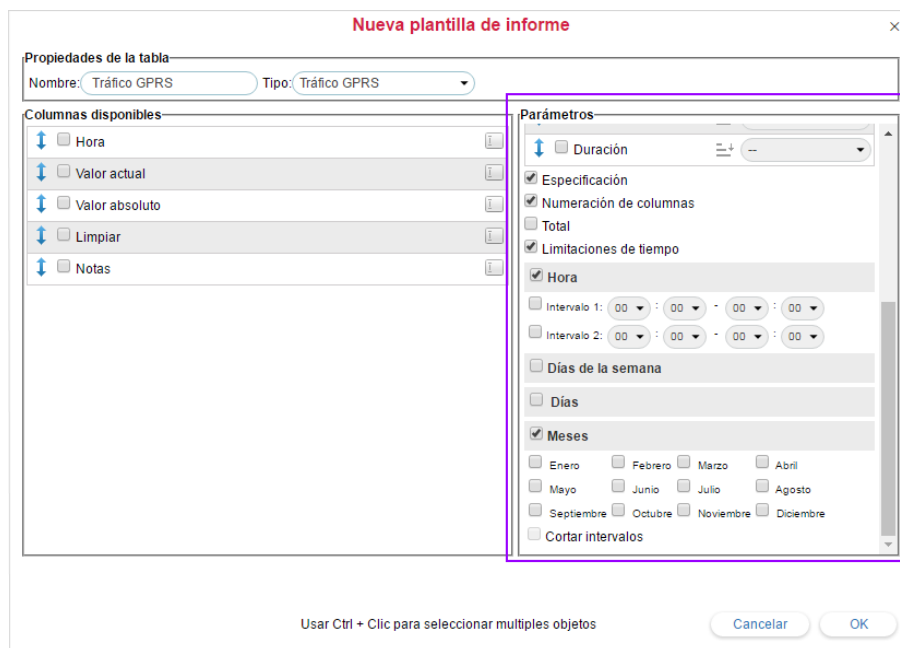 Nueva plantilla de informe
×
Propiedades de la tabla
Nombre: Tráfico GPRS Tipo: Tráfico GPRS
Columnas disponibles
Hora
Valor actual
Valor absoluto
Limpiar
Notas
Parámetros
Duración --
Especificación
Numeración de columnas
Total
Limitaciones de tiempo
Hora
Intervalo 1: 00 : 00 - 00 : 00
Intervalo 2: 00 : 00 - 00 : 00
Días de la semana
Días
Meses
Enero Febrero Marzo Abril
Mayo Junio Julio Agosto
Septiembre Octubre Noviembre Diciembre
Cortar intervalos
Usar Ctrl + Clic para seleccionar multiples objetos Cancelar OK